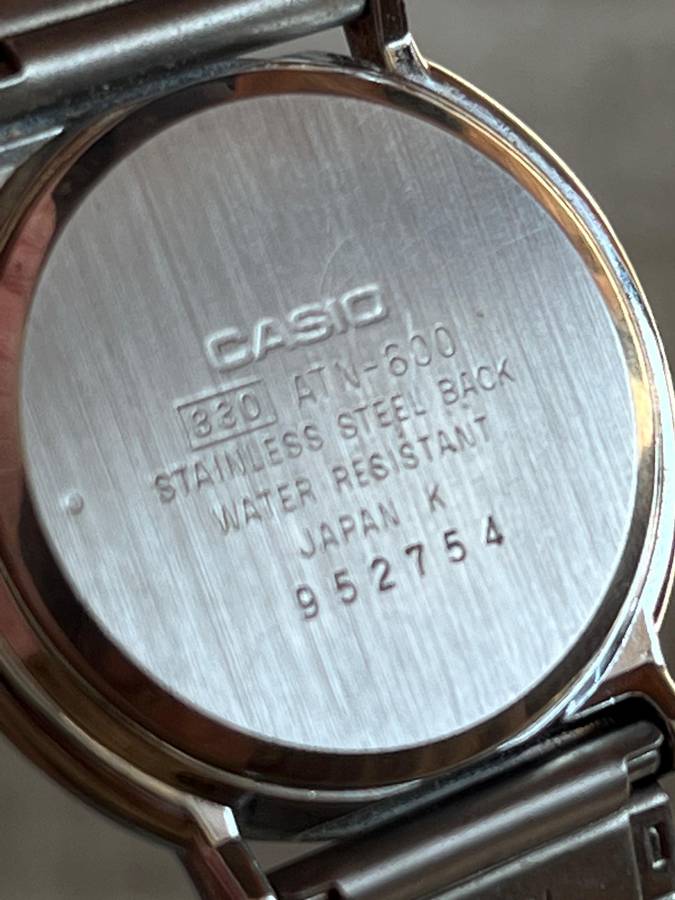 CASIO
330 ATN-600
STAINLESS STEEL BACK
WATER RESISTANT
JAPAN K
952754